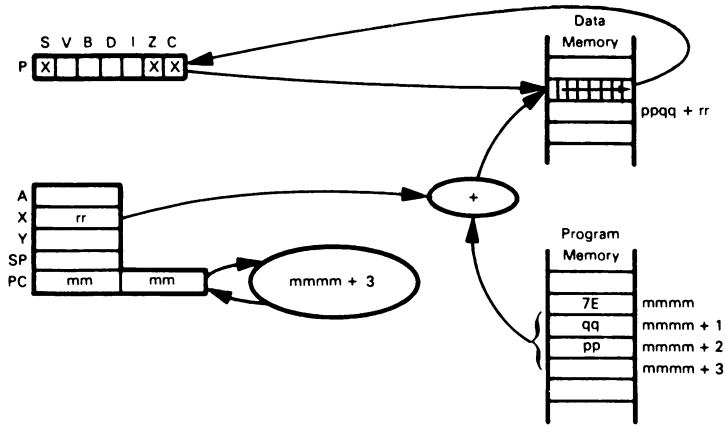 S V B D I Z C
P X X X
Data
Memory
ppqq + rr
A
X rr
Y
SP
PC mm mm
+
mmmm + 3
Program
Memory
7E mmmm
qq mmmm + 1
pp mmmm + 2
mmmm + 3